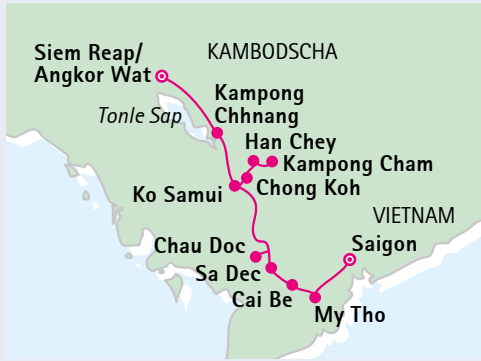 Siem Reap/
Angkor Wat
KAMBODSCHA
Tonle Sap
Kampong
Chhnang
Han Chey
Kampong Cham
Chong Koh
Ko Samui
VIETNAM
Saigon
Chau Doc
Sa Dec
Cai Be
My Tho